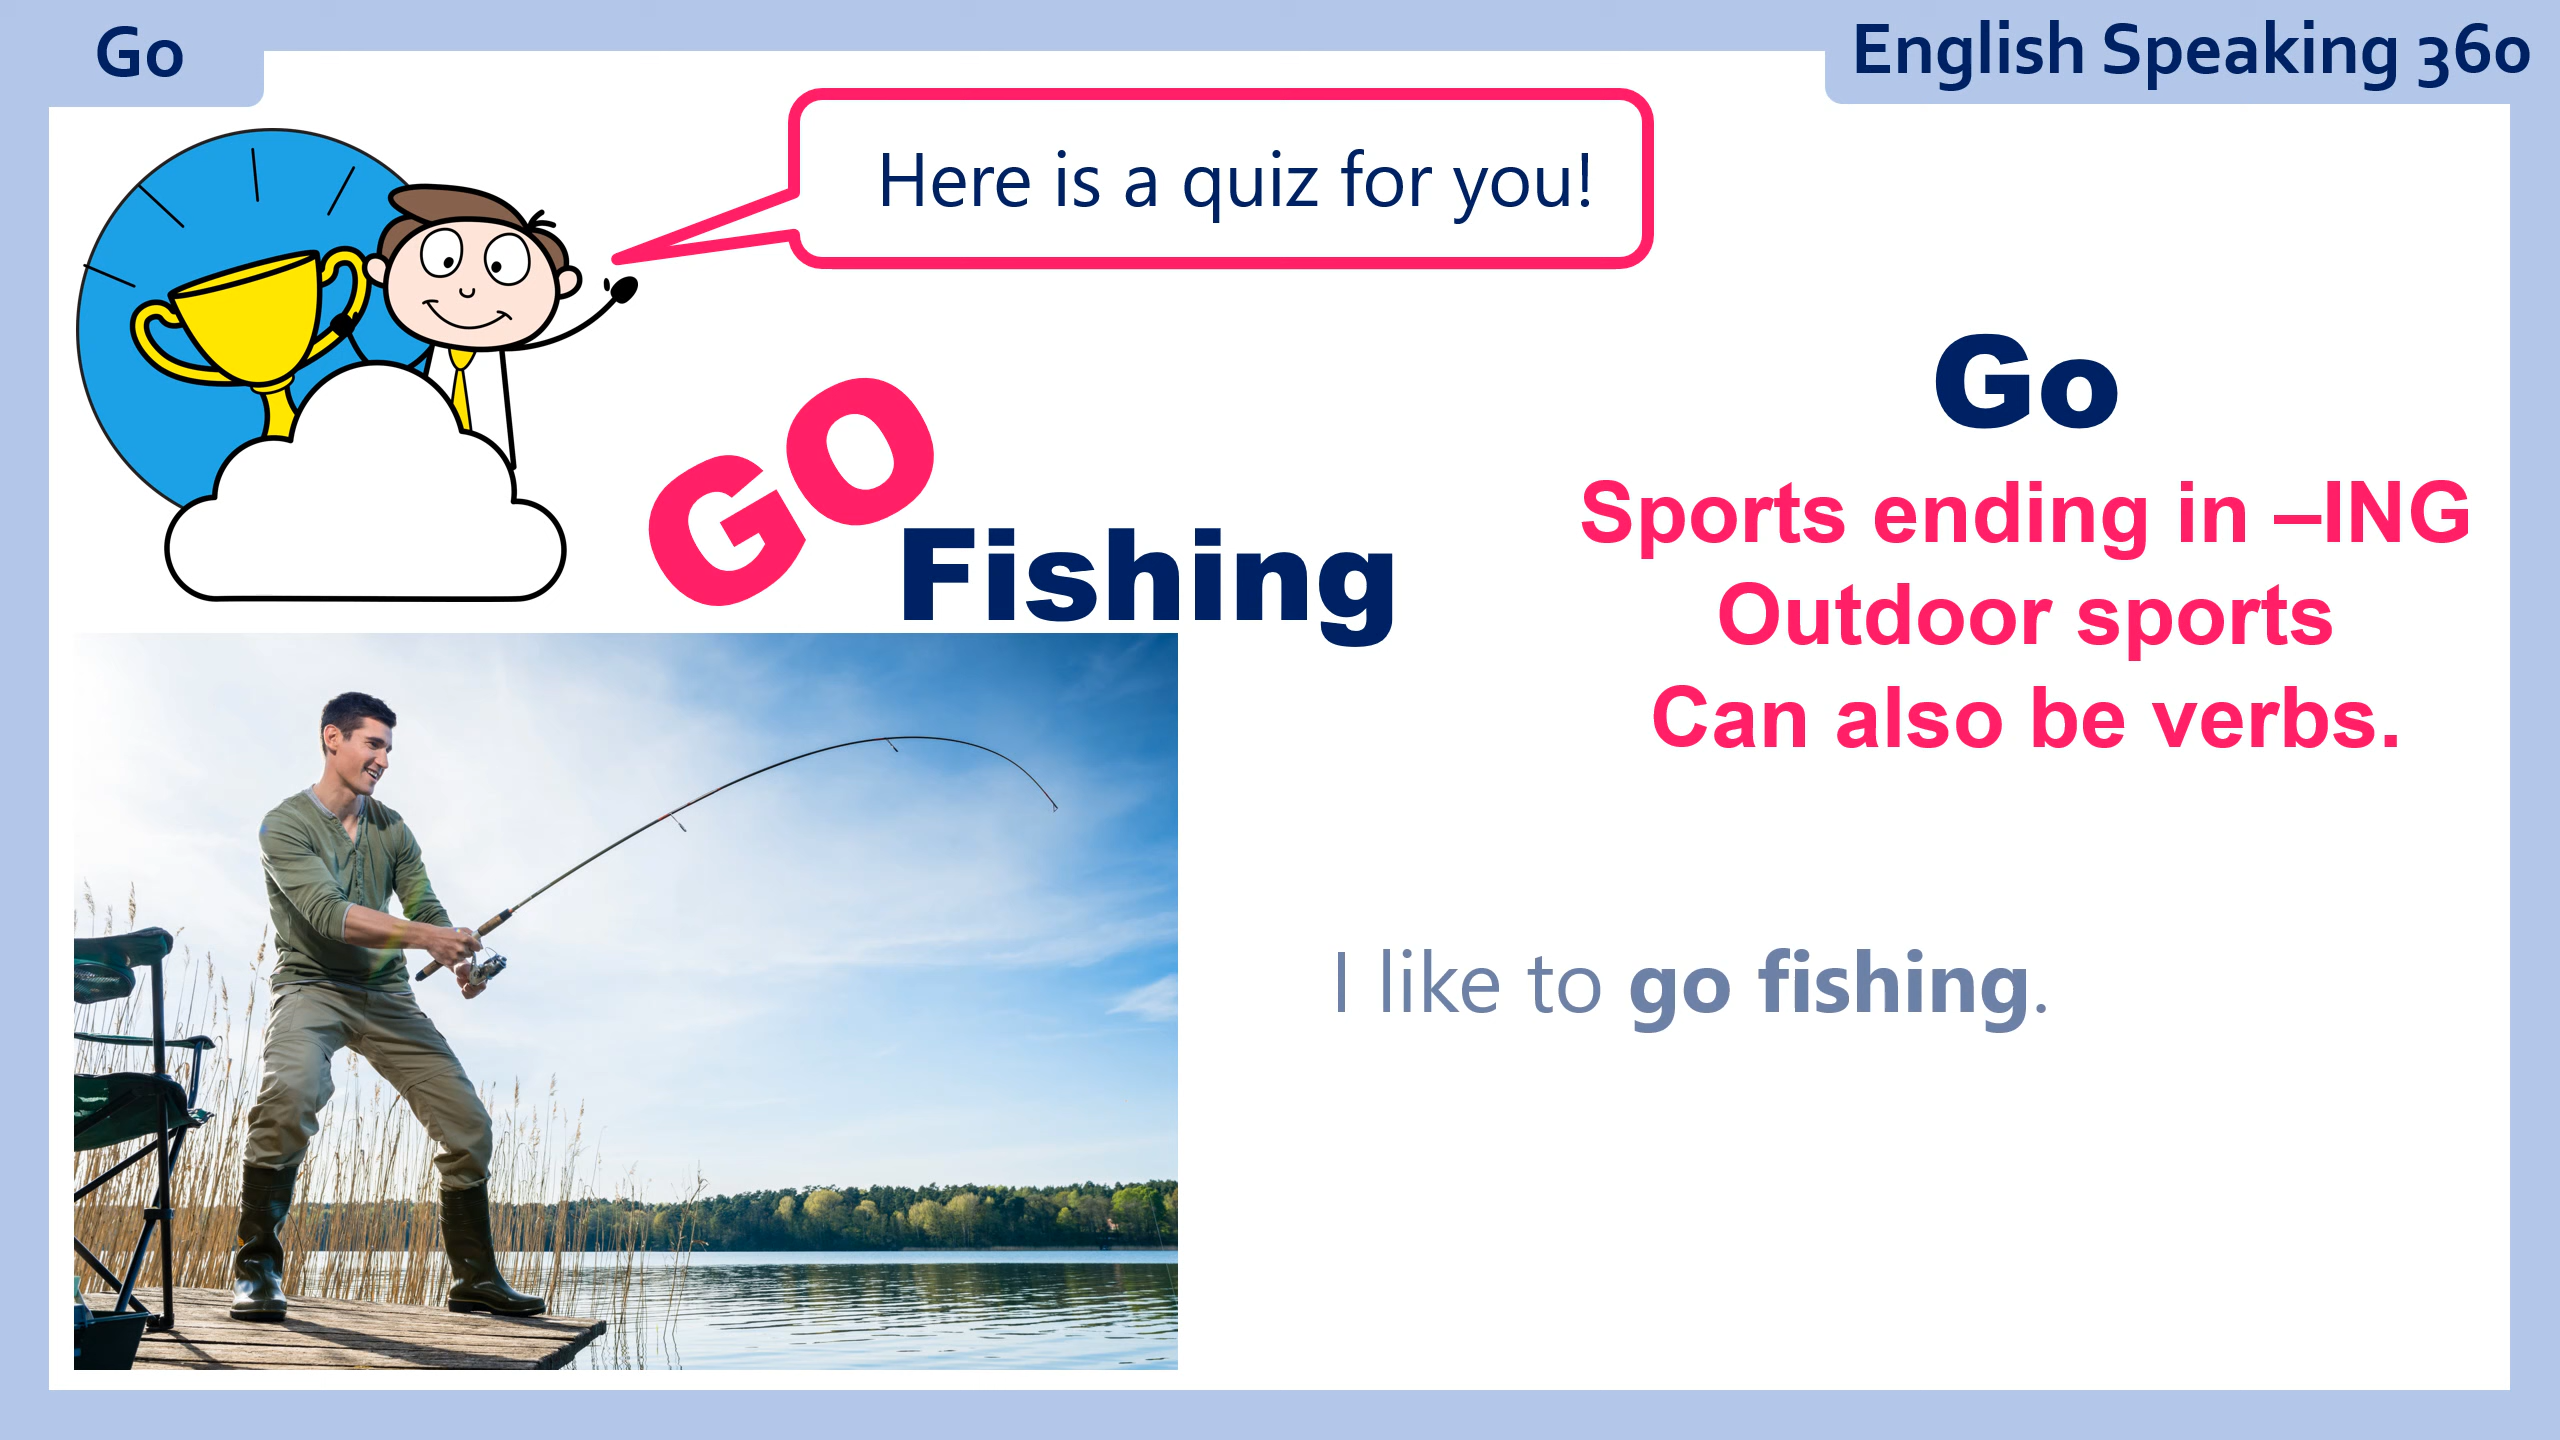 Go
English Speaking 360
Here is a quiz for you!
Go
Fishing
Go
Sports ending in –ING
Outdoor sports
Can also be verbs.
I like to go fishing.